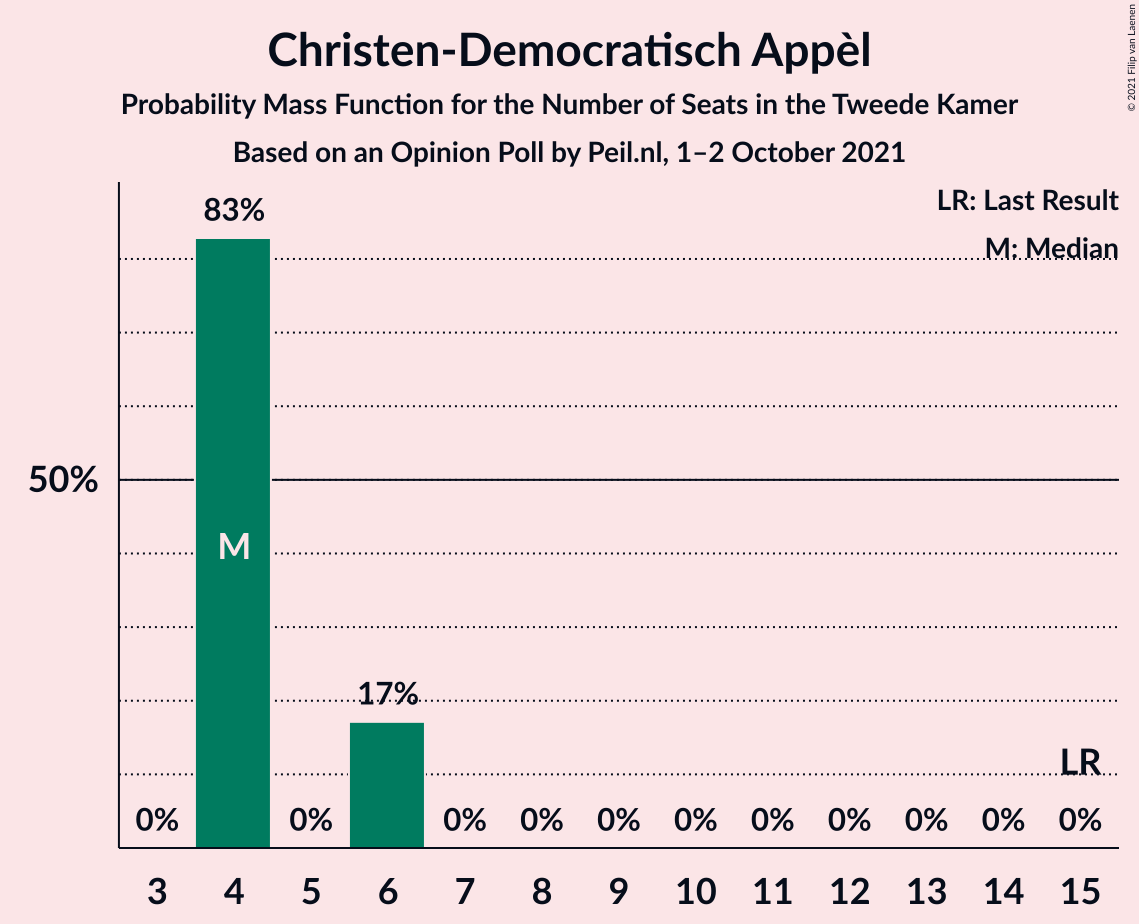 Christen-Democratisch Appèl
Probability Mass Function for the Number of Seats in the Tweede Kamer
Based on an Opinion Poll by Peil.nl, 1–2 October 2021
© 2021 Filip van Laenen
LR: Last Result
M: Median
83%
50%
M
17%
LR
0% 0% 0% 0% 0% 0% 0% 0% 0% 0% 0%
3 4 5 6 7 8 9 10 11 12 13 14 15